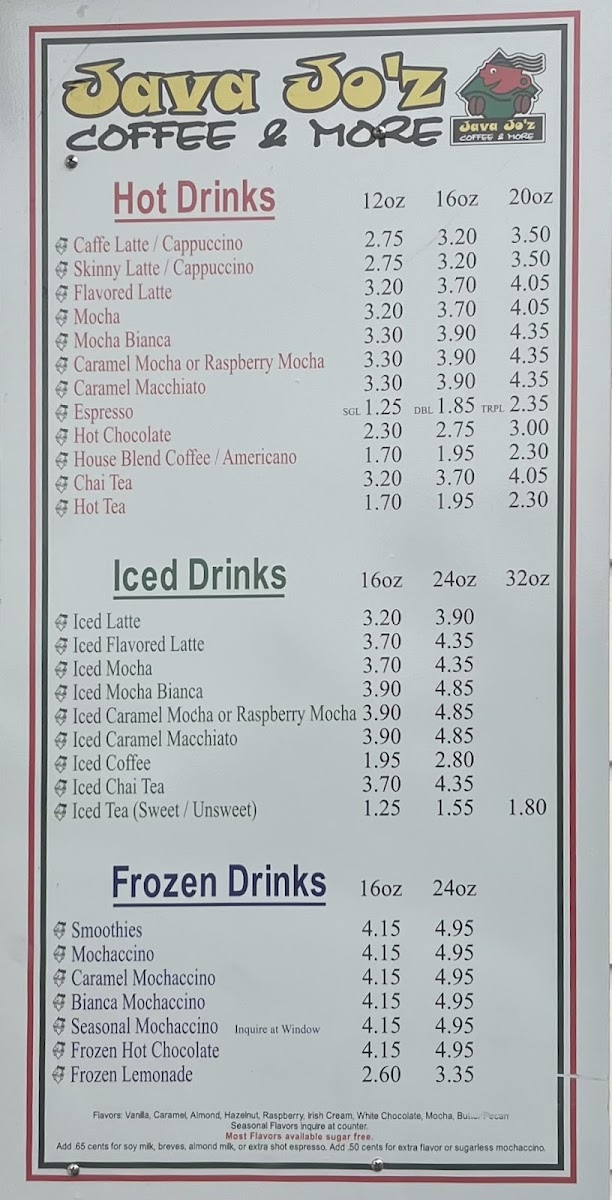 Java Jo'z
COFFEE & MORE
Java Jo'z
COFFEE & MORE
Hot Drinks 12oz 16oz 20oz
Caffe Latte / Cappuccino 2.75 3.20 3.50
Skinny Latte / Cappuccino 2.75 3.20 3.50
Flavored Latte 3.20 3.70 4.05
Mocha 3.20 3.70 4.05
Mocha Bianca 3.30 3.90 4.35
Caramel Mocha or Raspberry Mocha 3.30 3.90 4.35
Caramel Macchiato 3.30 3.90 4.35
Espresso SGL 1.25 DBL 1.85 TRPL 2.35
Hot Chocolate 2.30 2.75 3.00
House Blend Coffee / Americano 1.70 1.95 2.30
Chai Tea 3.20 3.70 4.05
Hot Tea 1.70 1.95 2.30
Iced Drinks 16oz 24oz 32oz
Iced Latte 3.20 3.90
Iced Flavored Latte 3.70 4.35
Iced Mocha 3.70 4.35
Iced Mocha Bianca 3.90 4.85
Iced Caramel Mocha or Raspberry Mocha 3.90 4.85
Iced Caramel Macchiato 3.90 4.85
Iced Coffee 1.95 2.80
Iced Chai Tea 3.70 4.35
Iced Tea (Sweet / Unsweet) 1.25 1.55 1.80
Frozen Drinks 16oz 24oz
Smoothies 4.15 4.95
Mochaccino 4.15 4.95
Caramel Mochaccino 4.15 4.95
Bianca Mochaccino 4.15 4.95
Seasonal Mochaccino Inquire at Window 4.15 4.95
Frozen Hot Chocolate 4.15 4.95
Frozen Lemonade 2.60 3.35
Flavors: Vanilla, Caramel, Almond, Hazelnut, Raspberry, Irish Cream, White Chocolate, Mocha, Pecan
Seasonal Flavors inquire at counter.
Most Flavors available sugar free.
Add .65 cents for soy milk, breves, almond milk, or extra shot espresso. Add .50 cents for extra flavor or sugarless mochaccino.